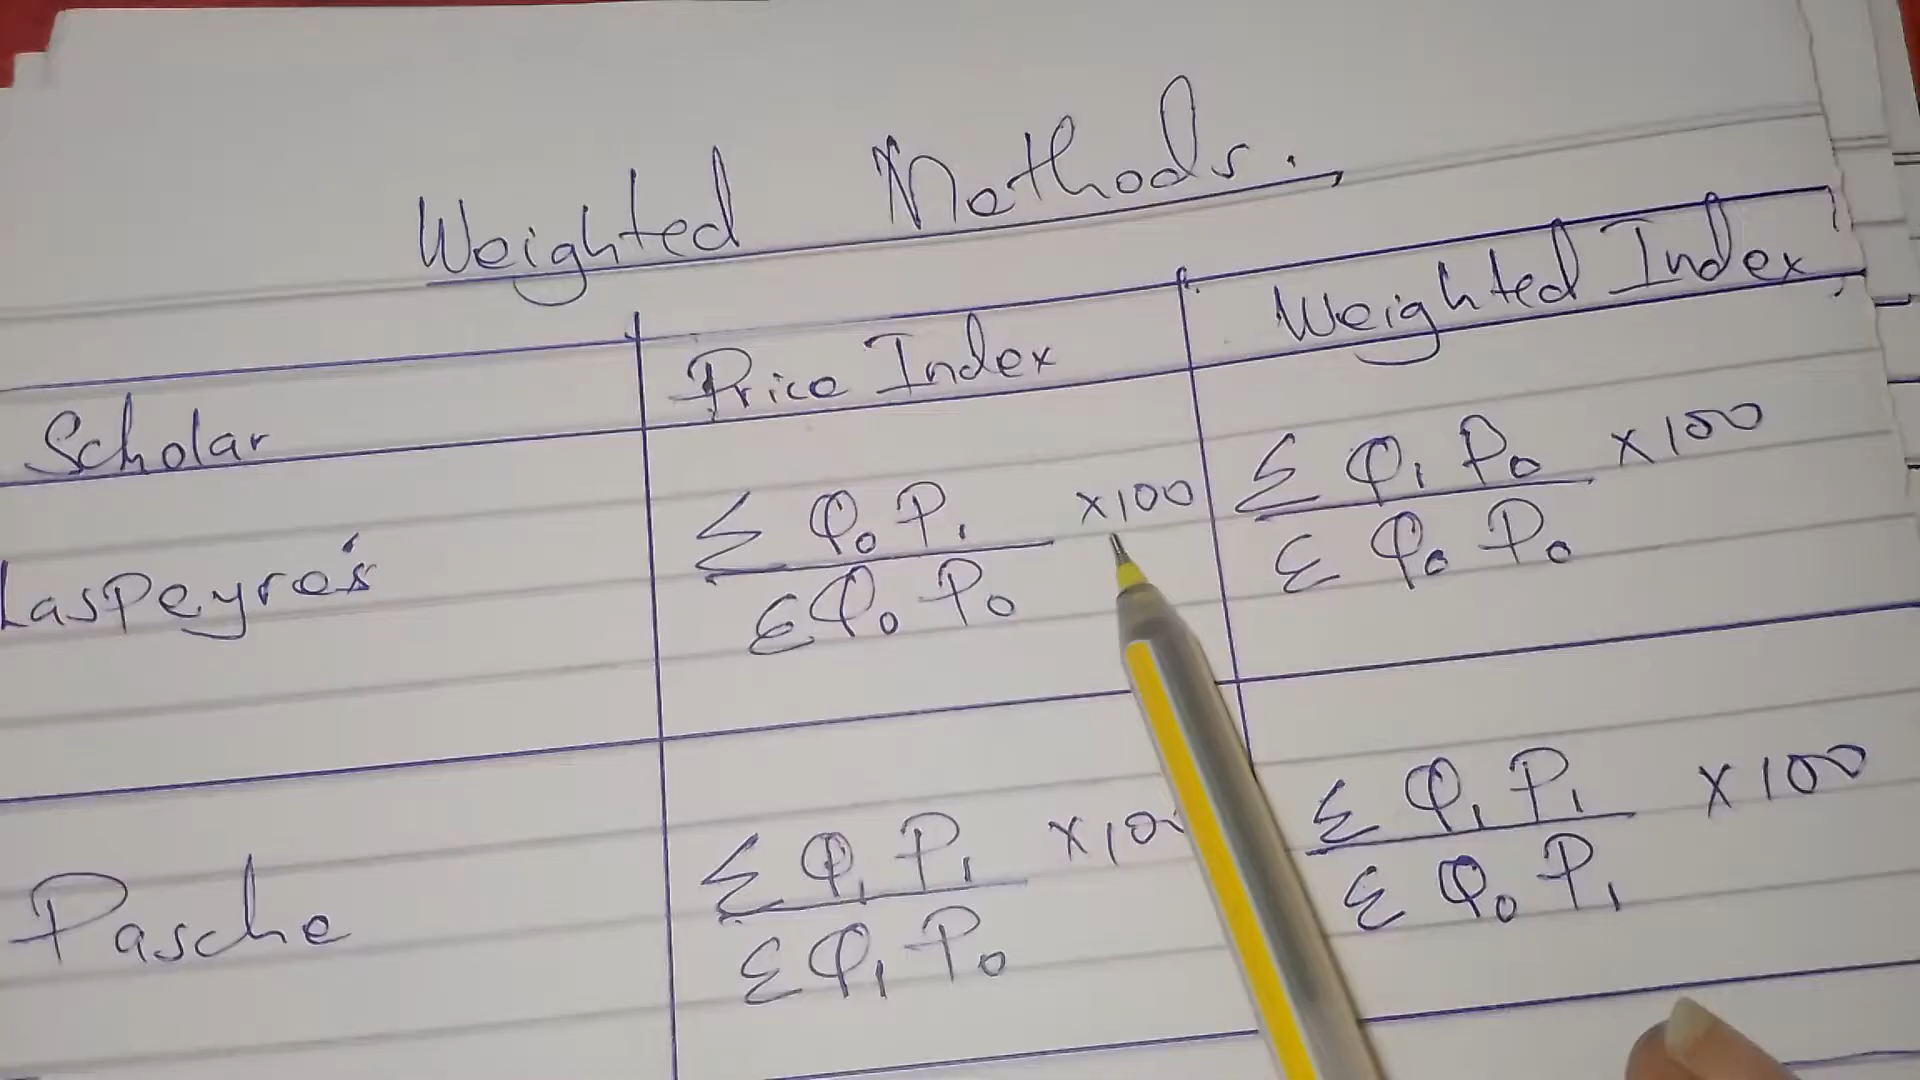 Weighted Methods.
Scholar Price Index Weighted Index
Laspeyre's Σ Q₀ P₁ / Σ Q₀ P₀ ×100 Σ Q₁ P₀ / Σ Q₀ P₀ ×100
Pasche Σ Q₁ P₁ / Σ Q₁ P₀ ×100 Σ Q₁ P₁ / Σ Q₀ P₁ ×100